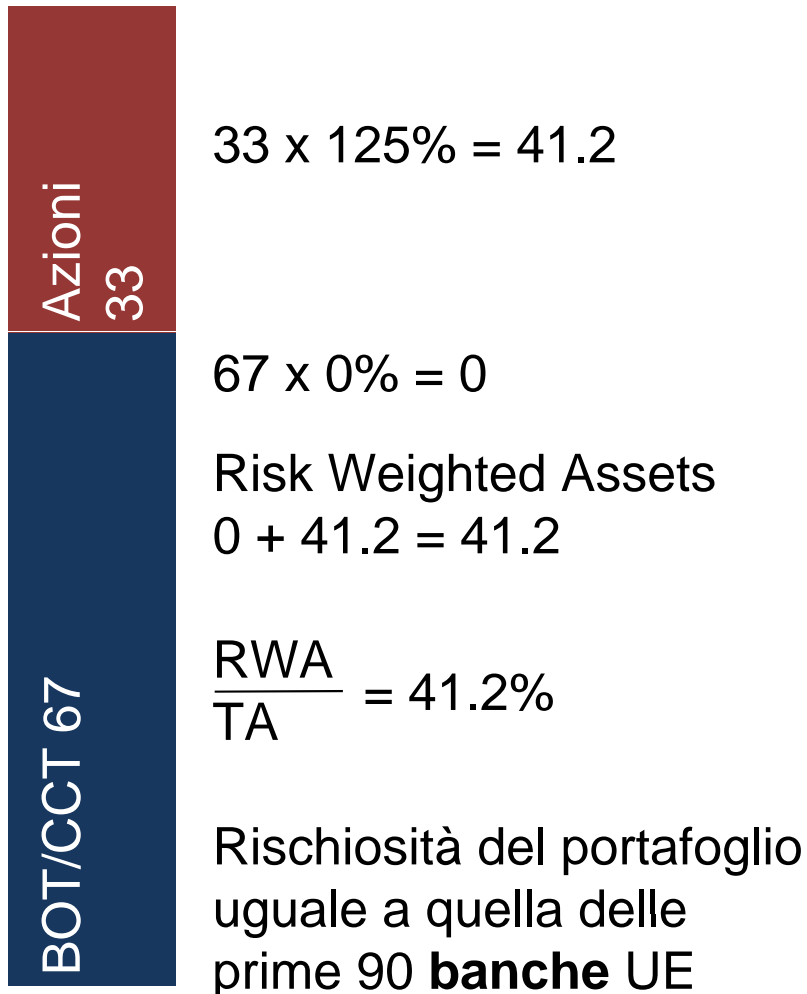 Azioni
33
33 x 125% = 41.2
BOT/CCT 67
67 x 0% = 0
Risk Weighted Assets
0 + 41.2 = 41.2
RWA
TA
= 41.2%
Rischiosità del portafoglio
uguale a quella delle
prime 90 banche UE